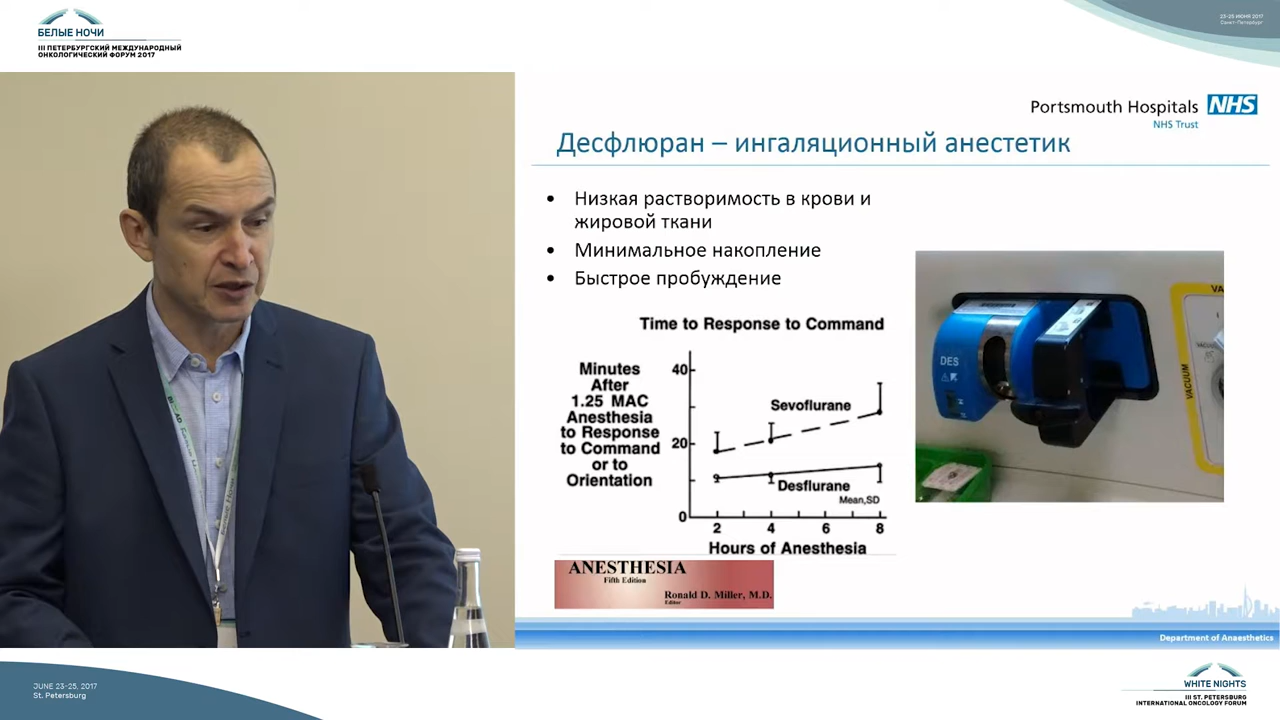 БЕЛЫЕ НОЧИ
III ПЕТЕРБУРГСКИЙ МЕЖДУНАРОДНЫЙ
ОНКОЛОГИЧЕСКИЙ ФОРУМ 2017
23-25 ИЮНЯ 2017
Санкт-Петербург
Portsmouth Hospitals NHS
NHS Trust
Десфлюран – ингаляционный анестетик
• Низкая растворимость в крови и
жировой ткани
• Минимальное накопление
• Быстрое пробуждение
Time to Response to Command
Minutes
After
1.25 MAC
Anesthesia
to Response
to Command
or to
Orientation
40
20
0
Sevoflurane
Desflurane
Mean,SD
2 4 6 8
Hours of Anesthesia
DES
VACUUM
ANESTHESIA
Fifth Edition
Ronald D. Miller, M.D.
Editor
Department of Anaesthetics
JUNE 23-25, 2017
St. Petersburg
WHITE NIGHTS
III ST. PETERSBURG
INTERNATIONAL ONCOLOGY FORUM